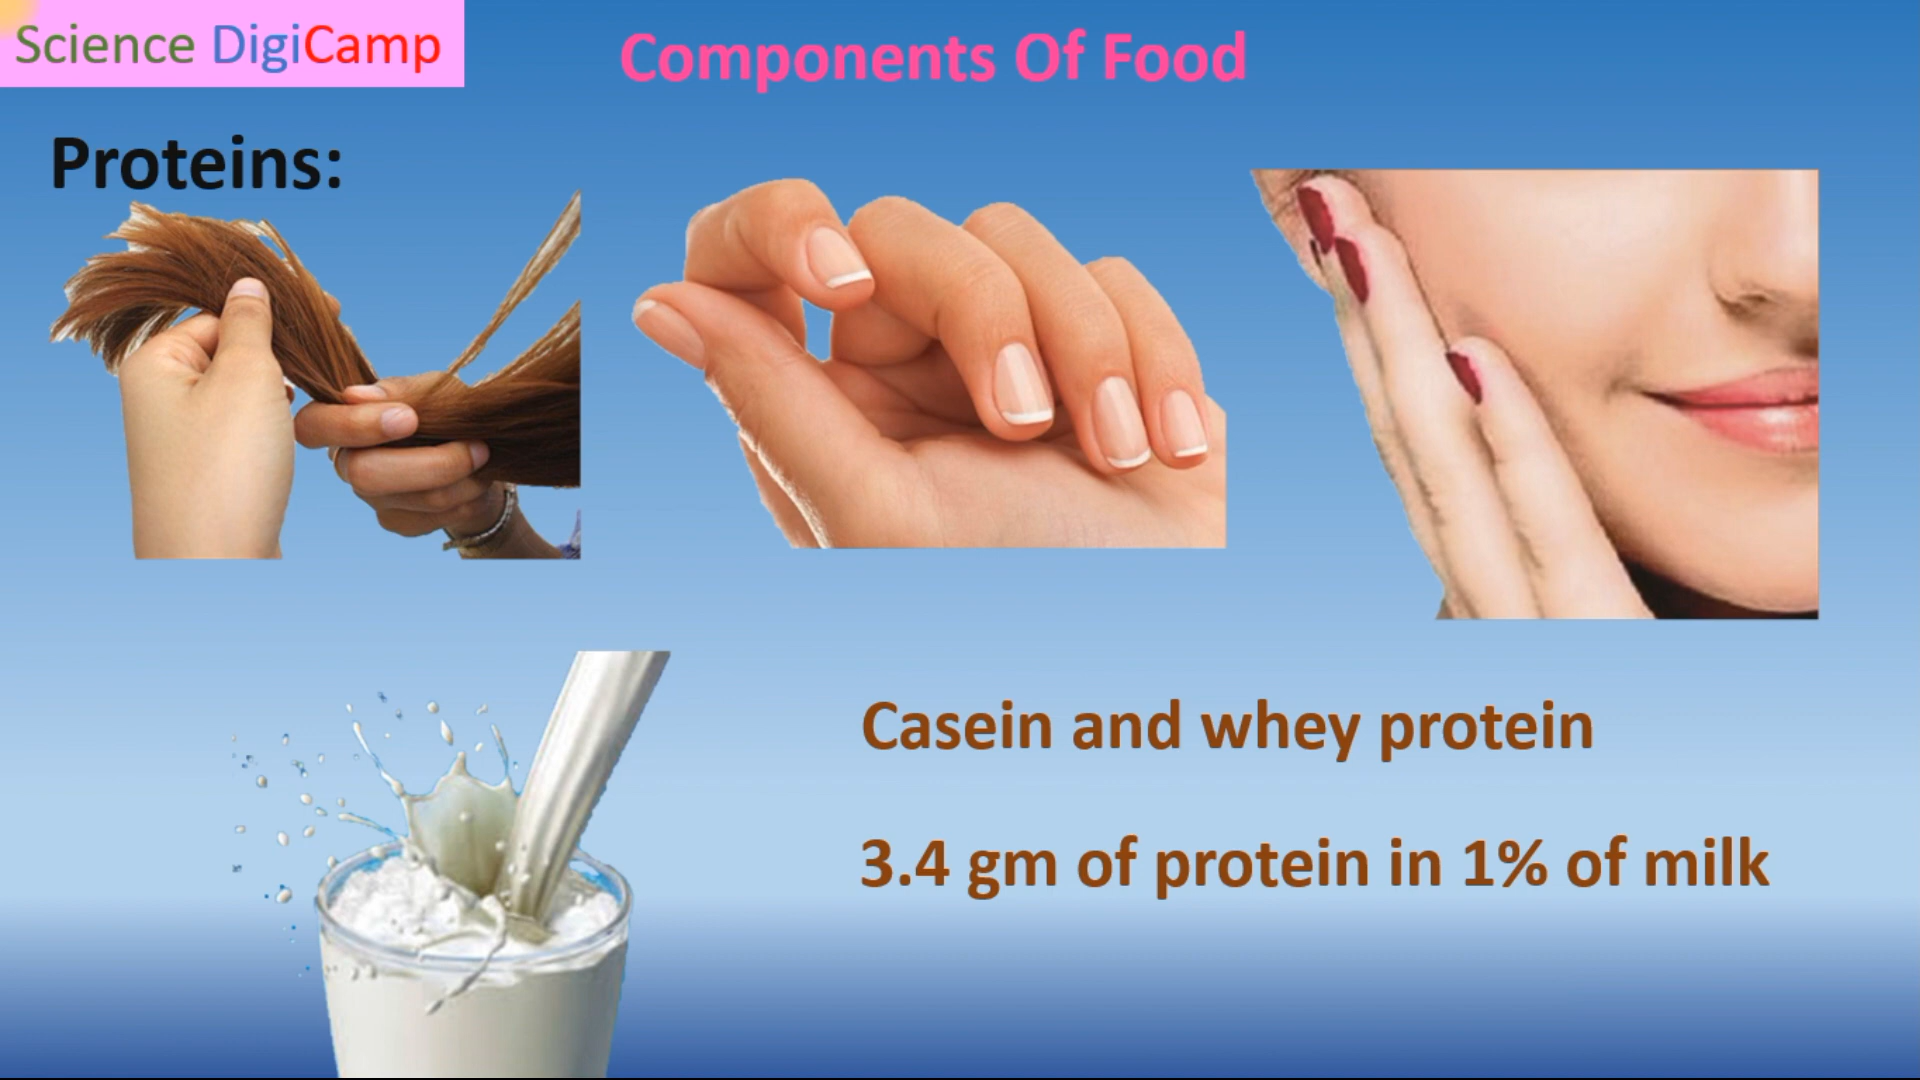 Science DigiCamp
Components Of Food
Proteins:
Casein and whey protein
3.4 gm of protein in 1% of milk